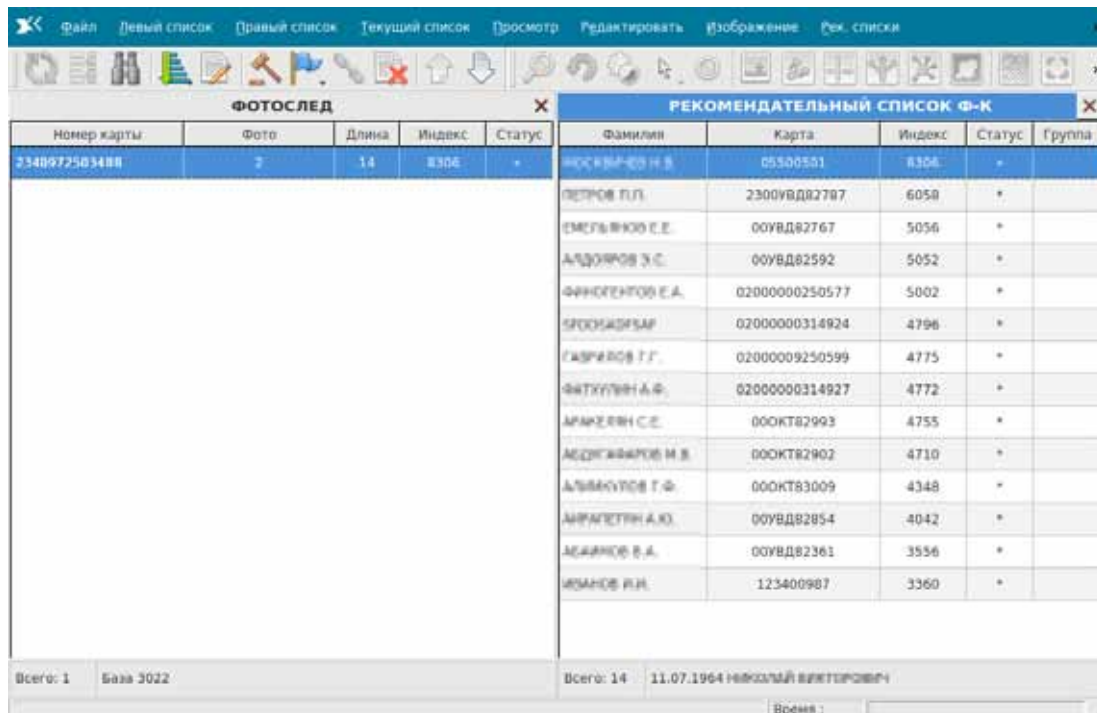 Файл Левый список Правый список Текущий список Просмотр Редактировать Изображение Рек. списки
ФОТОСЛЕД
Номер карты Фото Длина Индекс Статус
2348972503488 2 14 8306 *
Всего: 1 База 3022
РЕКОМЕНДАТЕЛЬНЫЙ СПИСОК Ф-К
Фамилия Карта Индекс Статус Группа
05500501 8306 *
2300УВД82787 6058 *
00УВД82767 5056 *
00УВД82592 5052 *
02000000250577 5002 *
02000000314924 4796 *
02000009250599 4775 *
02000000314927 4772 *
00ОКТ82993 4755 *
00ОКТ82902 4710 *
00ОКТ83009 4348 *
00УВД82854 4042 *
00УВД82361 3556 *
123400987 3360 *
Всего: 14 11.07.1964
Время :